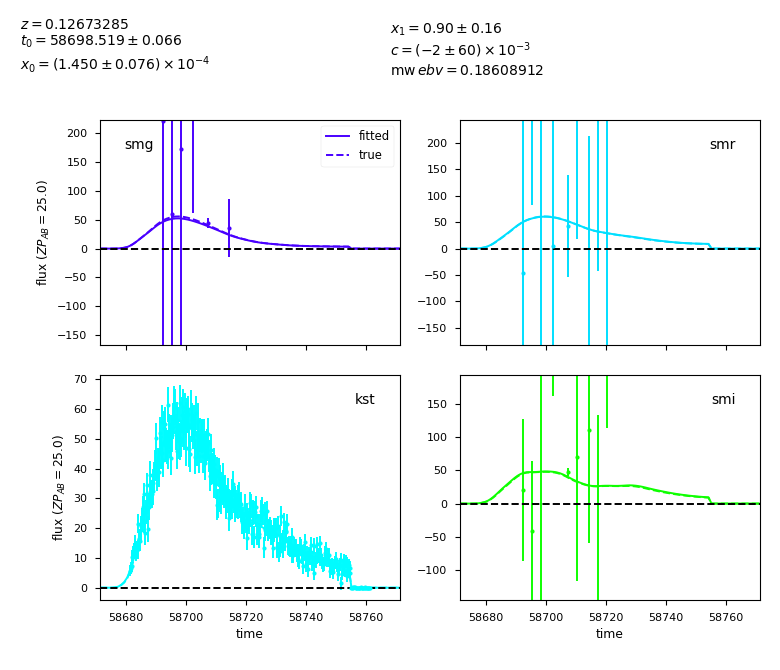 z = 0.12673285
t₀ = 58698.519 ± 0.066
x₀ = (1.450 ± 0.076) × 10⁻⁴
x₁ = 0.90 ± 0.16
c = (−2 ± 60) × 10⁻³
mw ebv = 0.18608912
smg
fitted
true
200
150
100
50
0
−50
−100
−150
flux (ZP_AB = 25.0)
smr
200
150
100
50
0
−50
−100
−150
kst
70
60
50
40
30
20
10
0
flux (ZP_AB = 25.0)
58680 58700 58720 58740 58760
time
smi
150
100
50
0
−50
−100
58680 58700 58720 58740 58760
time